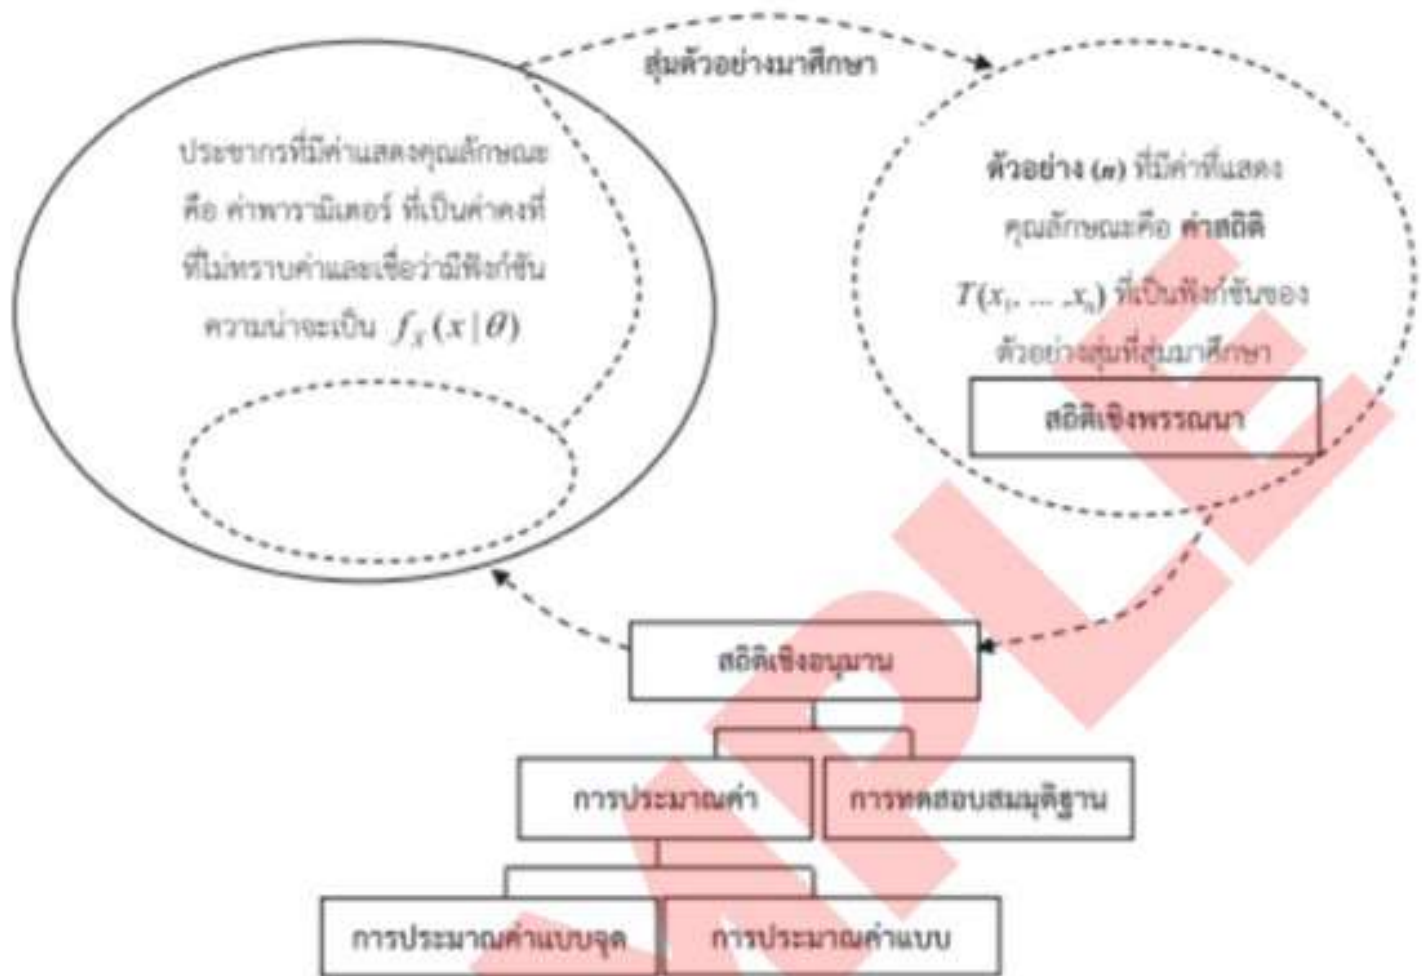 สุ่มตัวอย่างมาศึกษา
ประชากรที่มีค่าแสดงคุณลักษณะ
คือ ค่าพารามิเตอร์ ที่เป็นค่าคงที่
ที่ไม่ทราบค่าและเชื่อว่ามีฟังก์ชัน
ความน่าจะเป็น f_X (x | θ)
ตัวอย่าง (n) ที่มีค่าที่แสดง
คุณลักษณะคือ ค่าสถิติ
T(x₁, ... ,xₙ) ที่เป็นฟังก์ชันของ
ตัวอย่างสุ่มที่สุ่มมาศึกษา
สถิติเชิงพรรณนา
สถิติเชิงอนุมาน
การประมาณค่า
การทดสอบสมมุติฐาน
การประมาณค่าแบบจุด
การประมาณค่าแบบ
MPLE